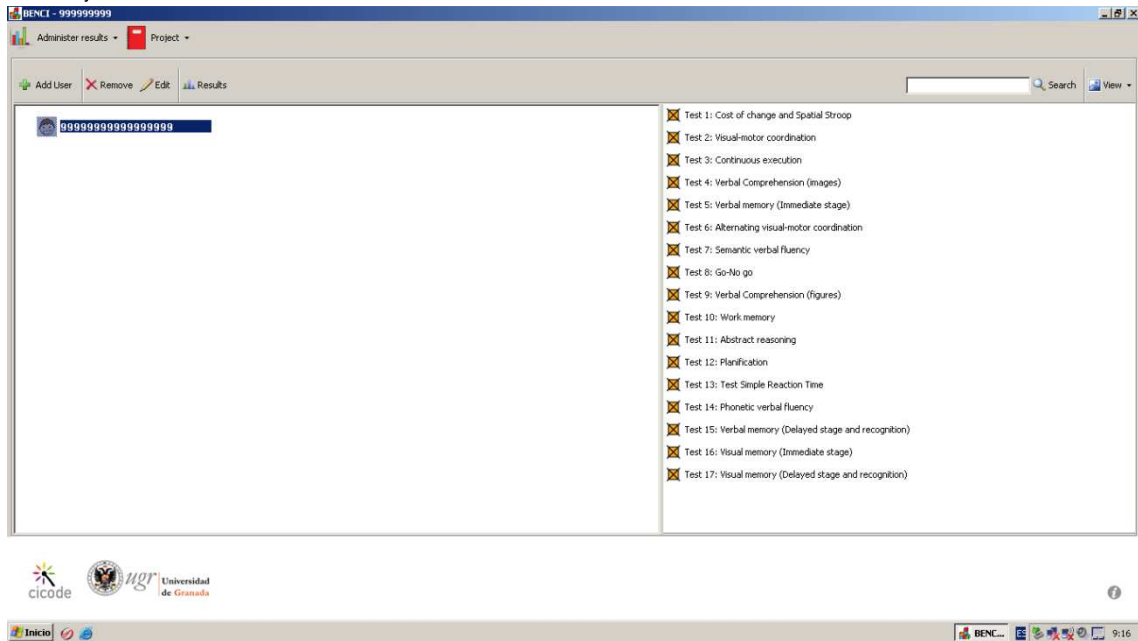 BENCI - 999999999
Administer results
Project
Add User
Remove
Edit
Results
Search
View
99999999999999999
Test 1: Cost of change and Spatial Stroop
Test 2: Visual-motor coordination
Test 3: Continuous execution
Test 4: Verbal Comprehension (images)
Test 5: Verbal memory (Immediate stage)
Test 6: Alternating visual-motor coordination
Test 7: Semantic verbal fluency
Test 8: Go-No go
Test 9: Verbal Comprehension (figures)
Test 10: Work memory
Test 11: Abstract reasoning
Test 12: Planification
Test 13: Test Simple Reaction Time
Test 14: Phonetic verbal fluency
Test 15: Verbal memory (Delayed stage and recognition)
Test 16: Visual memory (Immediate stage)
Test 17: Visual memory (Delayed stage and recognition)
cicode
ugr Universidad
de Granada
Inicio
BENC...
ES
9:16